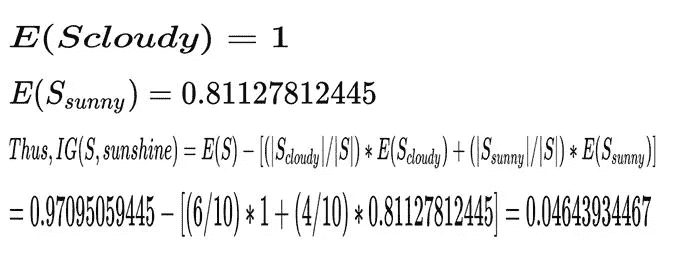 E(Scloudy) = 1
E(S_sunny) = 0.81127812445
Thus, IG(S, sunshine) = E(S) − [(|S_cloudy|/|S|) ∗ E(S_cloudy) + (|S_sunny|/|S|) ∗ E(S_sunny)]
= 0.97095059445 − [(6/10) ∗ 1 + (4/10) ∗ 0.81127812445] = 0.04643934467